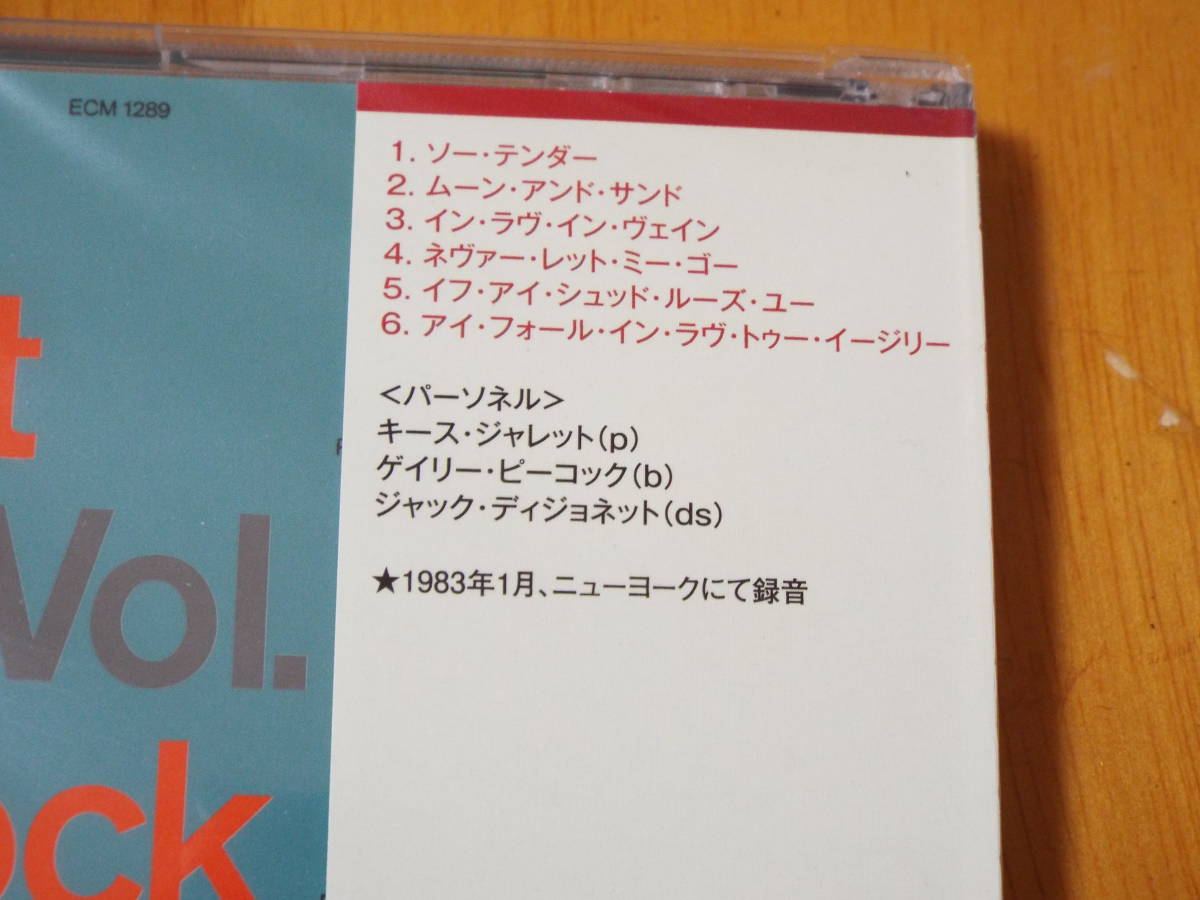 ECM 1289
t
Vol.
ock
1. ソー・テンダー
2. ムーン・アンド・サンド
3. イン・ラヴ・イン・ヴェイン
4. ネヴァー・レット・ミー・ゴー
5. イフ・アイ・シュッド・ルーズ・ユー
6. アイ・フォール・イン・ラヴ・トゥー・イージリー
<パーソネル>
キース・ジャレット(p)
ゲイリー・ピーコック(b)
ジャック・ディジョネット(ds)
★1983年1月、ニューヨークにて録音